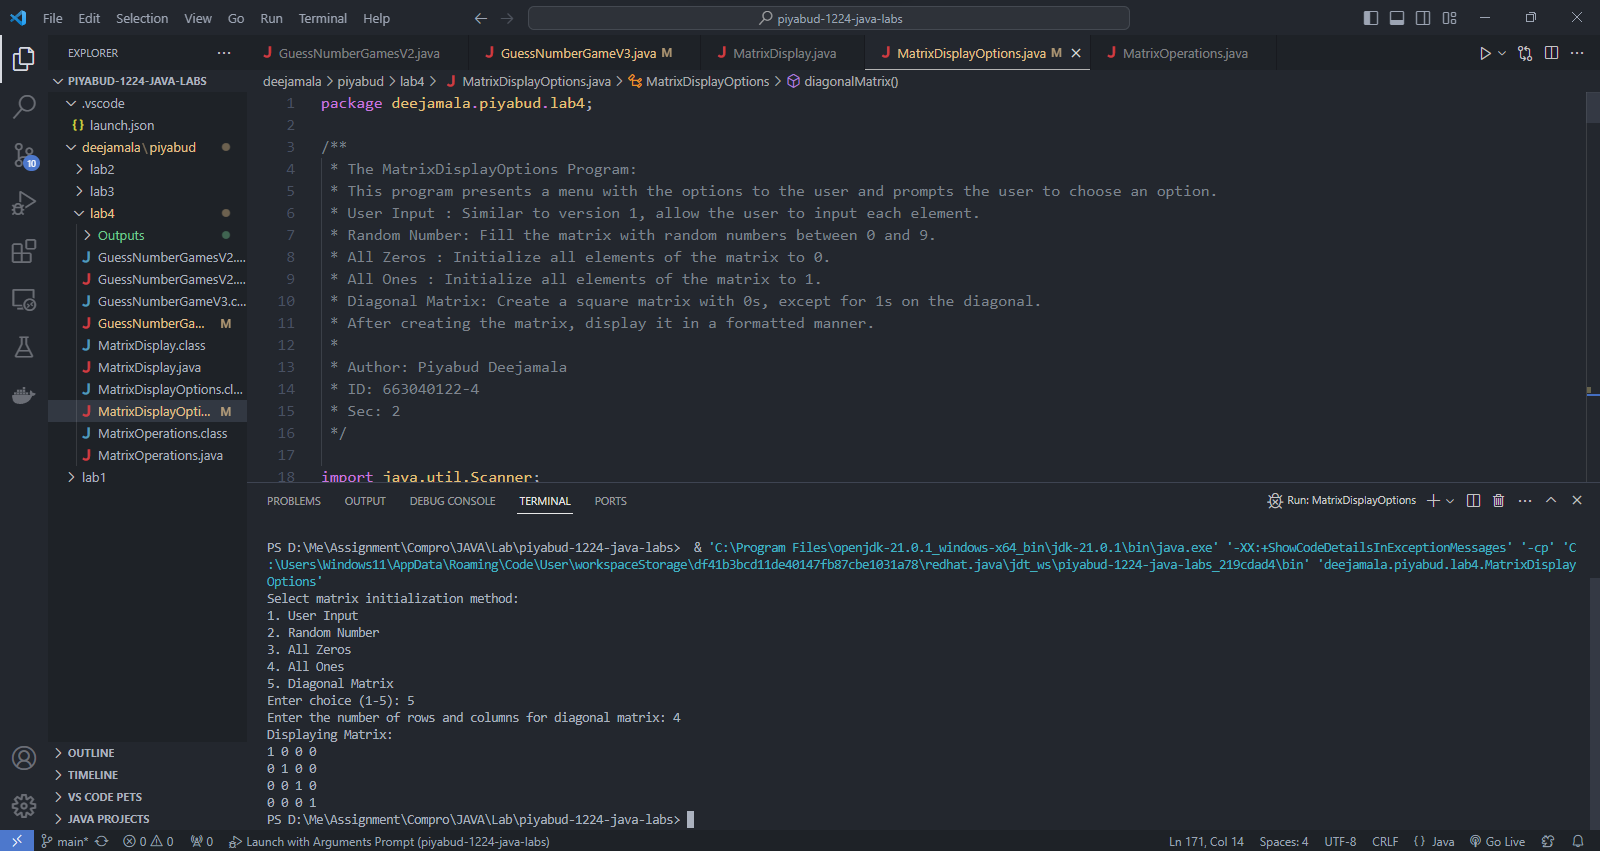 File Edit Selection View Go Run Terminal Help
piyabud-1224-java-labs
EXPLORER
PIYABUD-1224-JAVA-LABS
.vscode
{} launch.json
deejamala\piyabud
lab2
lab3
lab4
Outputs
J GuessNumberGamesV2....
J GuessNumberGamesV2....
J GuessNumberGameV3.c...
J GuessNumberGa... M
J MatrixDisplay.class
J MatrixDisplay.java
J MatrixDisplayOptions.cl...
J MatrixDisplayOpti... M
J MatrixOperations.class
J MatrixOperations.java
lab1
OUTLINE
TIMELINE
VS CODE PETS
JAVA PROJECTS
10
J GuessNumberGamesV2.java J GuessNumberGameV3.java M J MatrixDisplay.java J MatrixDisplayOptions.java M J MatrixOperations.java
deejamala > piyabud > lab4 > J MatrixDisplayOptions.java > MatrixDisplayOptions > diagonalMatrix()
1 package deejamala.piyabud.lab4;
2
3 /**
4 * The MatrixDisplayOptions Program:
5 * This program presents a menu with the options to the user and prompts the user to choose an option.
6 * User Input : Similar to version 1, allow the user to input each element.
7 * Random Number: Fill the matrix with random numbers between 0 and 9.
8 * All Zeros : Initialize all elements of the matrix to 0.
9 * All Ones : Initialize all elements of the matrix to 1.
10 * Diagonal Matrix: Create a square matrix with 0s, except for 1s on the diagonal.
11 * After creating the matrix, display it in a formatted manner.
12 *
13 * Author: Piyabud Deejamala
14 * ID: 663040122-4
15 * Sec: 2
16 */
17
18 import java.util.Scanner;
PROBLEMS OUTPUT DEBUG CONSOLE TERMINAL PORTS
Run: MatrixDisplayOptions
PS D:\Me\Assignment\Compro\JAVA\Lab\piyabud-1224-java-labs> & 'C:\Program Files\openjdk-21.0.1_windows-x64_bin\jdk-21.0.1\bin\java.exe' '-XX:+ShowCodeDetailsInExceptionMessages' '-cp' 'C
:\Users\Windows11\AppData\Roaming\Code\User\workspaceStorage\df41b3bcd11de40147fb87cbe1031a78\redhat.java\jdt_ws\piyabud-1224-java-labs_219cdad4\bin' 'deejamala.piyabud.lab4.MatrixDisplay
Options'
Select matrix initialization method:
1. User Input
2. Random Number
3. All Zeros
4. All Ones
5. Diagonal Matrix
Enter choice (1-5): 5
Enter the number of rows and columns for diagonal matrix: 4
Displaying Matrix:
1 0 0 0
0 1 0 0
0 0 1 0
0 0 0 1
PS D:\Me\Assignment\Compro\JAVA\Lab\piyabud-1224-java-labs>
main* 0 0 0 Launch with Arguments Prompt (piyabud-1224-java-labs)
Ln 171, Col 14 Spaces: 4 UTF-8 CRLF {} Java Go Live